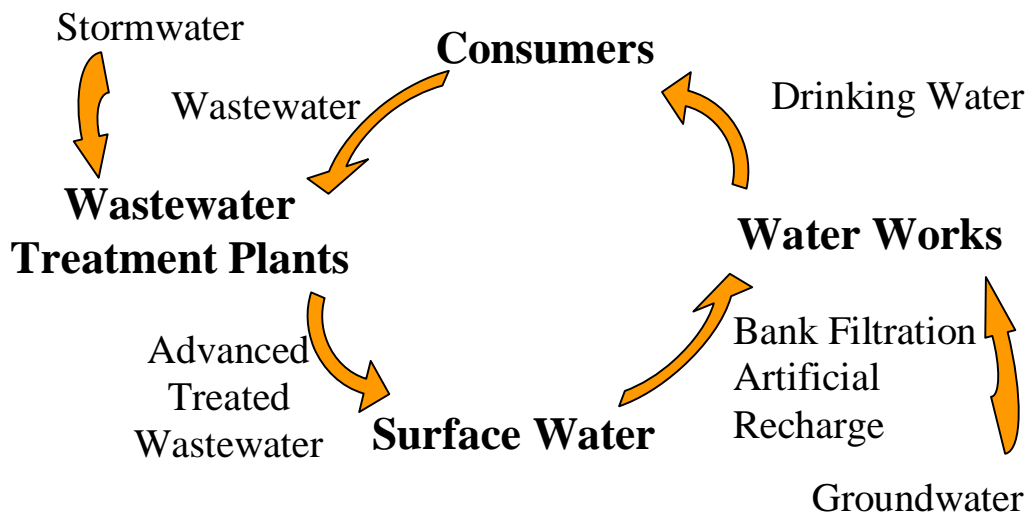 Stormwater
Consumers
Wastewater
Drinking Water
Wastewater
Treatment Plants
Water Works
Advanced
Treated
Wastewater
Surface Water
Bank Filtration
Artificial
Recharge
Groundwater